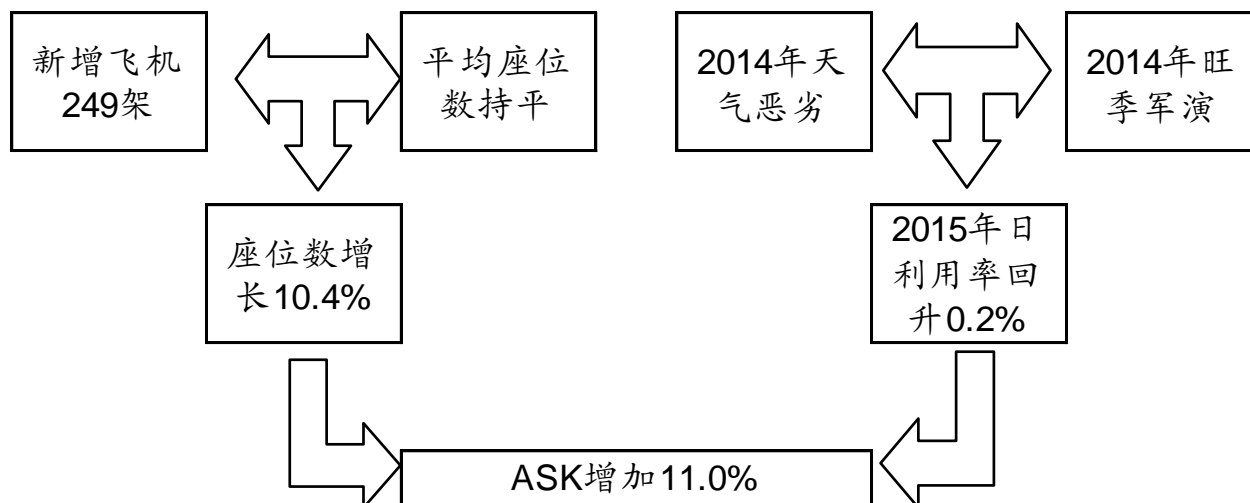 新增飞机
249架
平均座位
数持平
2014年天
气恶劣
2014年旺
季军演
座位数增
长10.4%
2015年日
利用率回
升0.2%
ASK增加11.0%